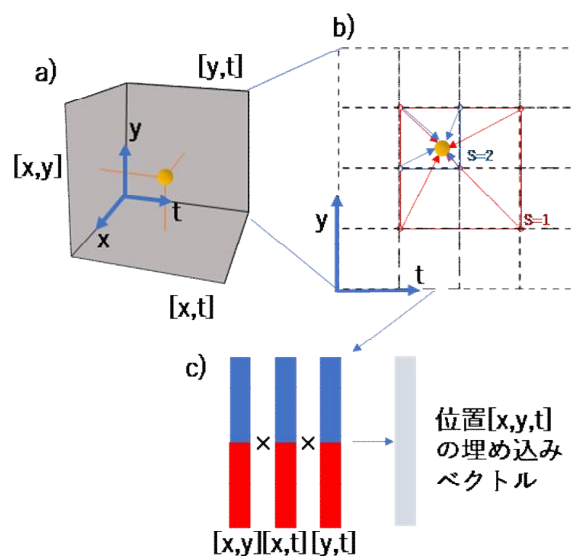 a)
[y,t]
b)
[x,y]
y
t
x
[x,t]
S=2
S=1
y
t
c)
× ×
[x,y][x,t] [y,t]
位置[x,y,t]
の埋め込み
ベクトル